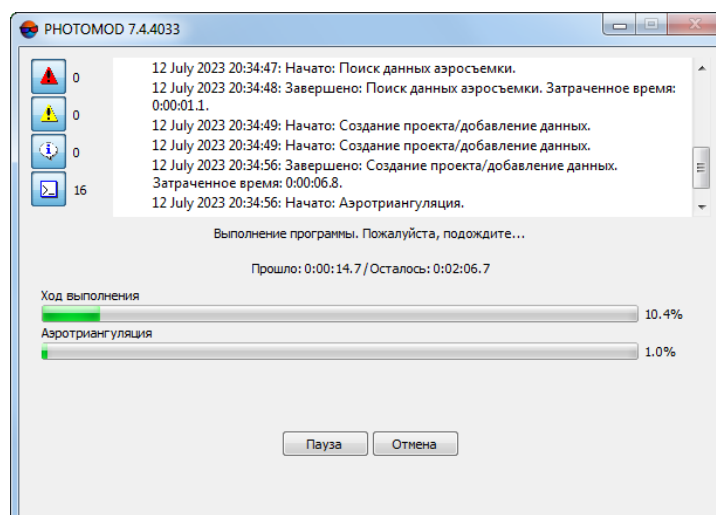 PHOTOMOD 7.4.4033
0
0
0
16
12 July 2023 20:34:47: Начато: Поиск данных аэросъемки.
12 July 2023 20:34:48: Завершено: Поиск данных аэросъемки. Затраченное время:
0:00:01.1.
12 July 2023 20:34:49: Начато: Создание проекта/добавление данных.
12 July 2023 20:34:49: Начато: Создание проекта/добавление данных.
12 July 2023 20:34:56: Завершено: Создание проекта/добавление данных.
Затраченное время: 0:00:06.8.
12 July 2023 20:34:56: Начато: Аэротриангуляция.
Выполнение программы. Пожалуйста, подождите...
Прошло: 0:00:14.7/Осталось: 0:02:06.7
Ход выполнения
10.4%
Аэротриангуляция
1.0%
Пауза Отмена